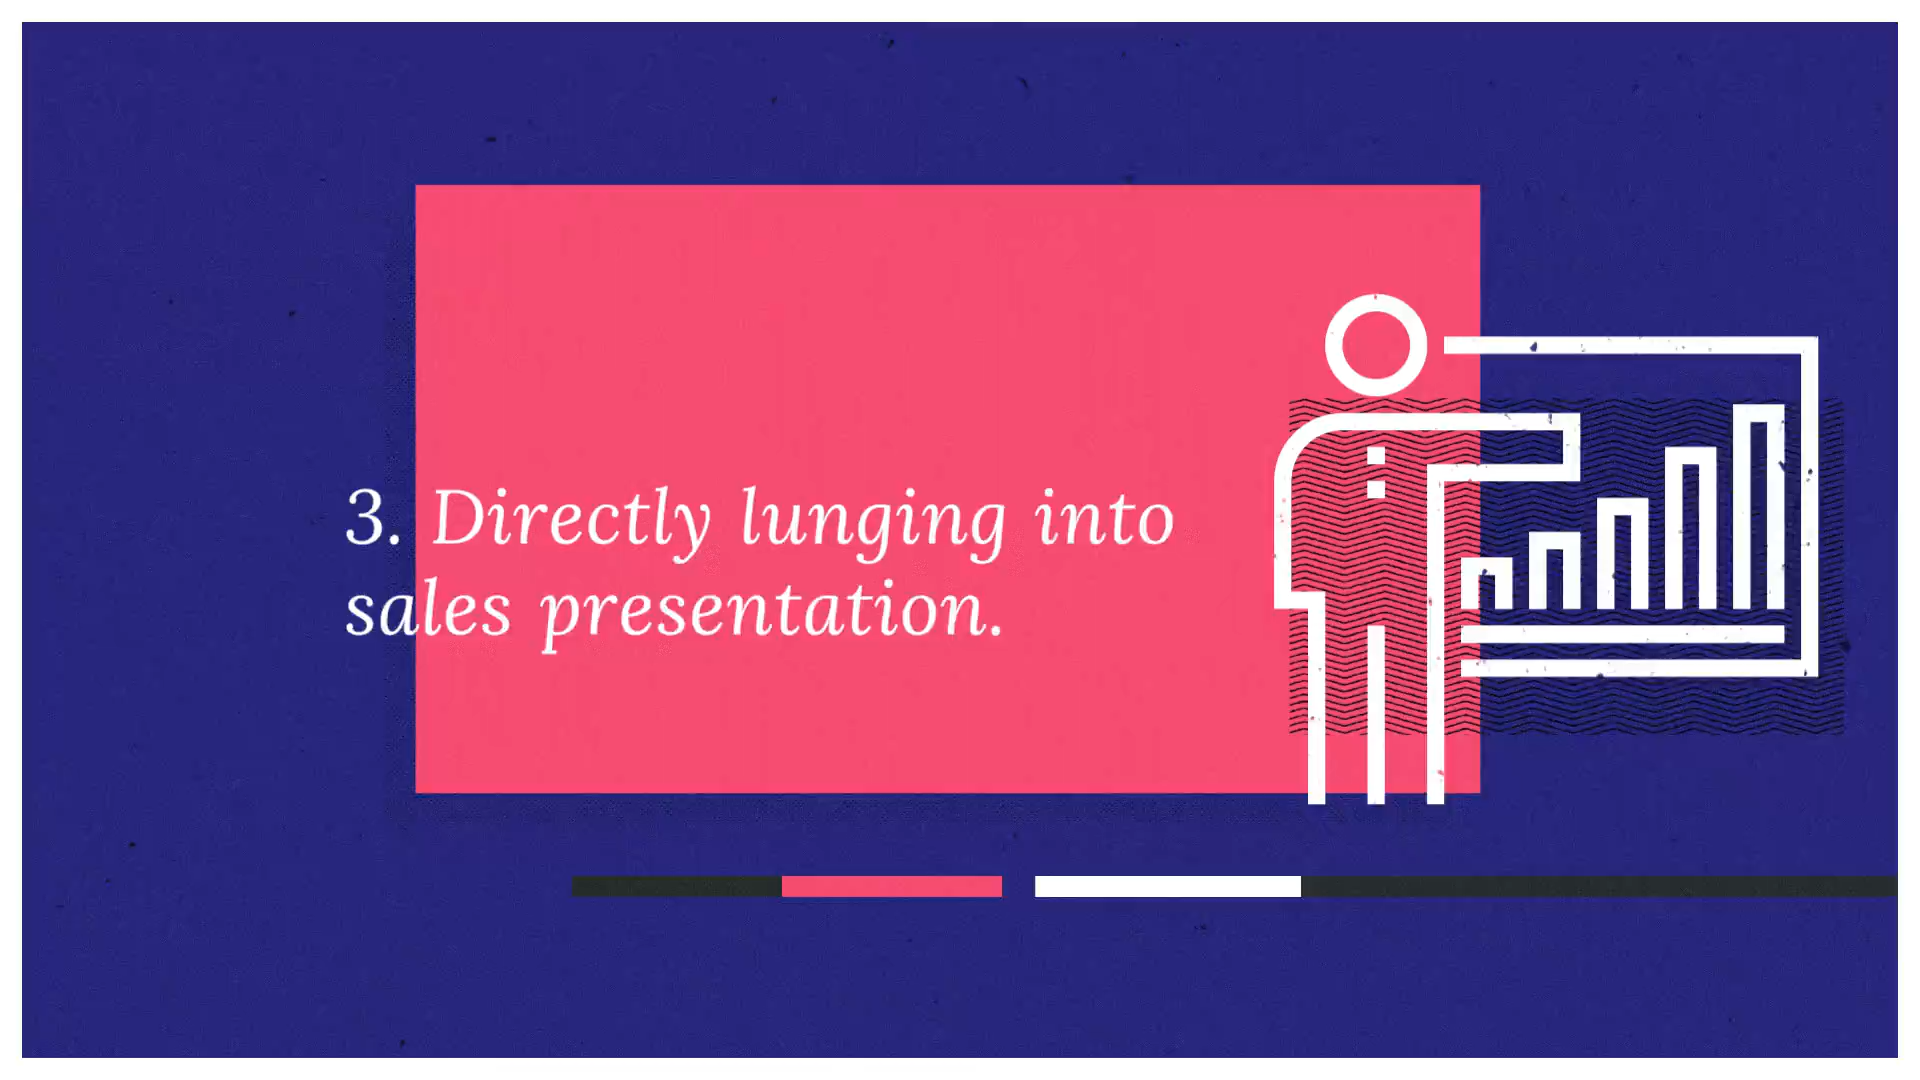 3. Directly lunging into
sales presentation.